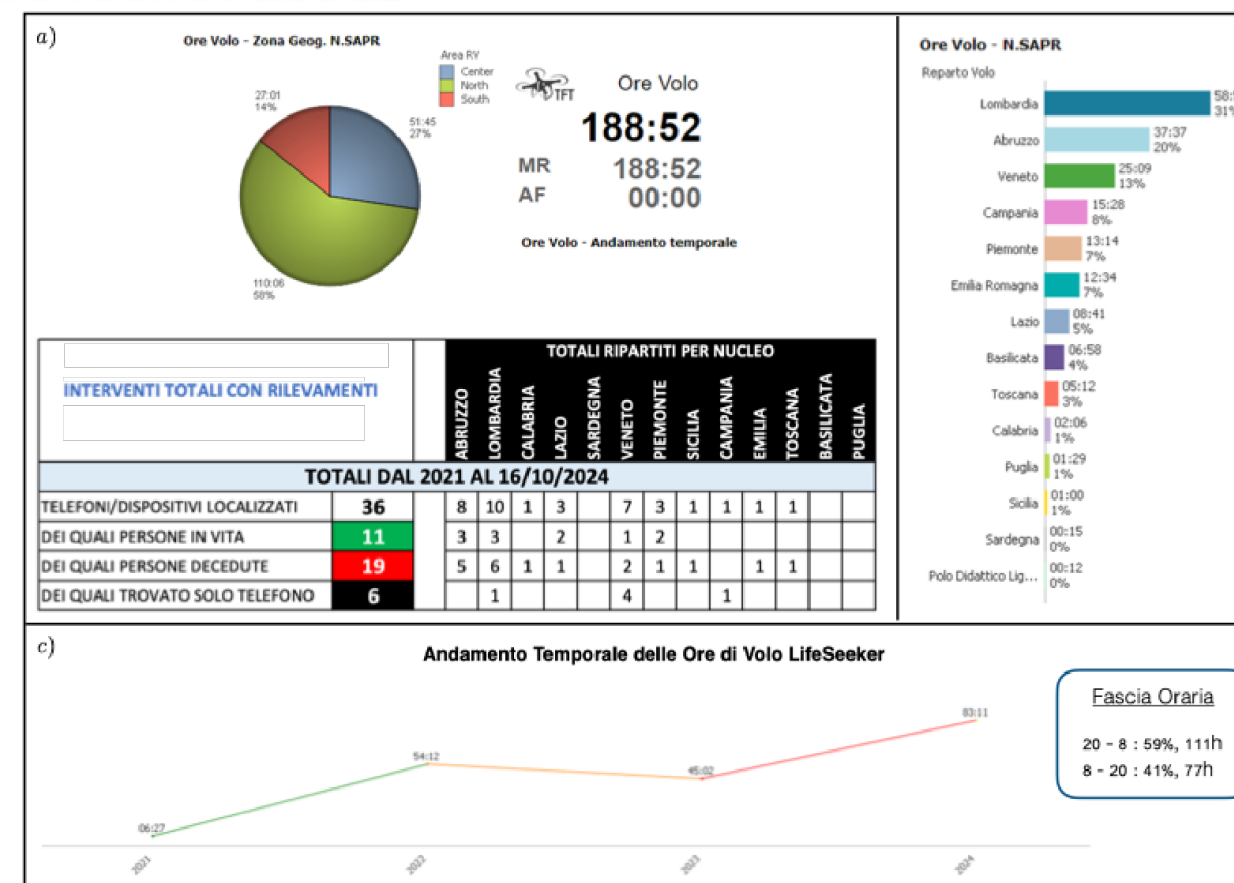 a)
Ore Volo - Zona Geog. N.SAPR
Area RV
Center
North
South
27:01
14%
51:45
27%
110:06
58%
TFT
Ore Volo
188:52
MR 188:52
AF 00:00
Ore Volo - Andamento temporale
Ore Volo - N.SAPR
Reparto Volo
Lombardia
31%
Abruzzo 37:37
20%
Veneto 25:09
13%
Campania 15:28
8%
Piemonte 13:14
7%
Emilia Romagna 12:34
7%
Lazio 08:41
5%
Basilicata 06:58
4%
Toscana 05:12
3%
Calabria 02:06
1%
Puglia 01:29
1%
Sicilia 01:00
1%
Sardegna 00:15
0%
Polo Didattico Lig... 00:12
0%
INTERVENTI TOTALI CON RILEVAMENTI
TOTALI RIPARTITI PER NUCLEO
ABRUZZO LOMBARDIA CALABRIA LAZIO SARDEGNA VENETO PIEMONTE SICILIA CAMPANIA EMILIA TOSCANA BASILICATA PUGLIA
TOTALI DAL 2021 AL 16/10/2024
TELEFONI/DISPOSITIVI LOCALIZZATI 36 8 10 1 3 7 3 1 1 1 1
DEI QUALI PERSONE IN VITA 11 3 3 2 1 2
DEI QUALI PERSONE DECEDUTE 19 5 6 1 1 2 1 1 1 1
DEI QUALI TROVATO SOLO TELEFONO 6 1 4 1
c)
Andamento Temporale delle Ore di Volo LifeSeeker
06:27
54:12
45:02
83:11
2021
2022
2023
2024
Fascia Oraria
20 - 8 : 59%, 111h
8 - 20 : 41%, 77h